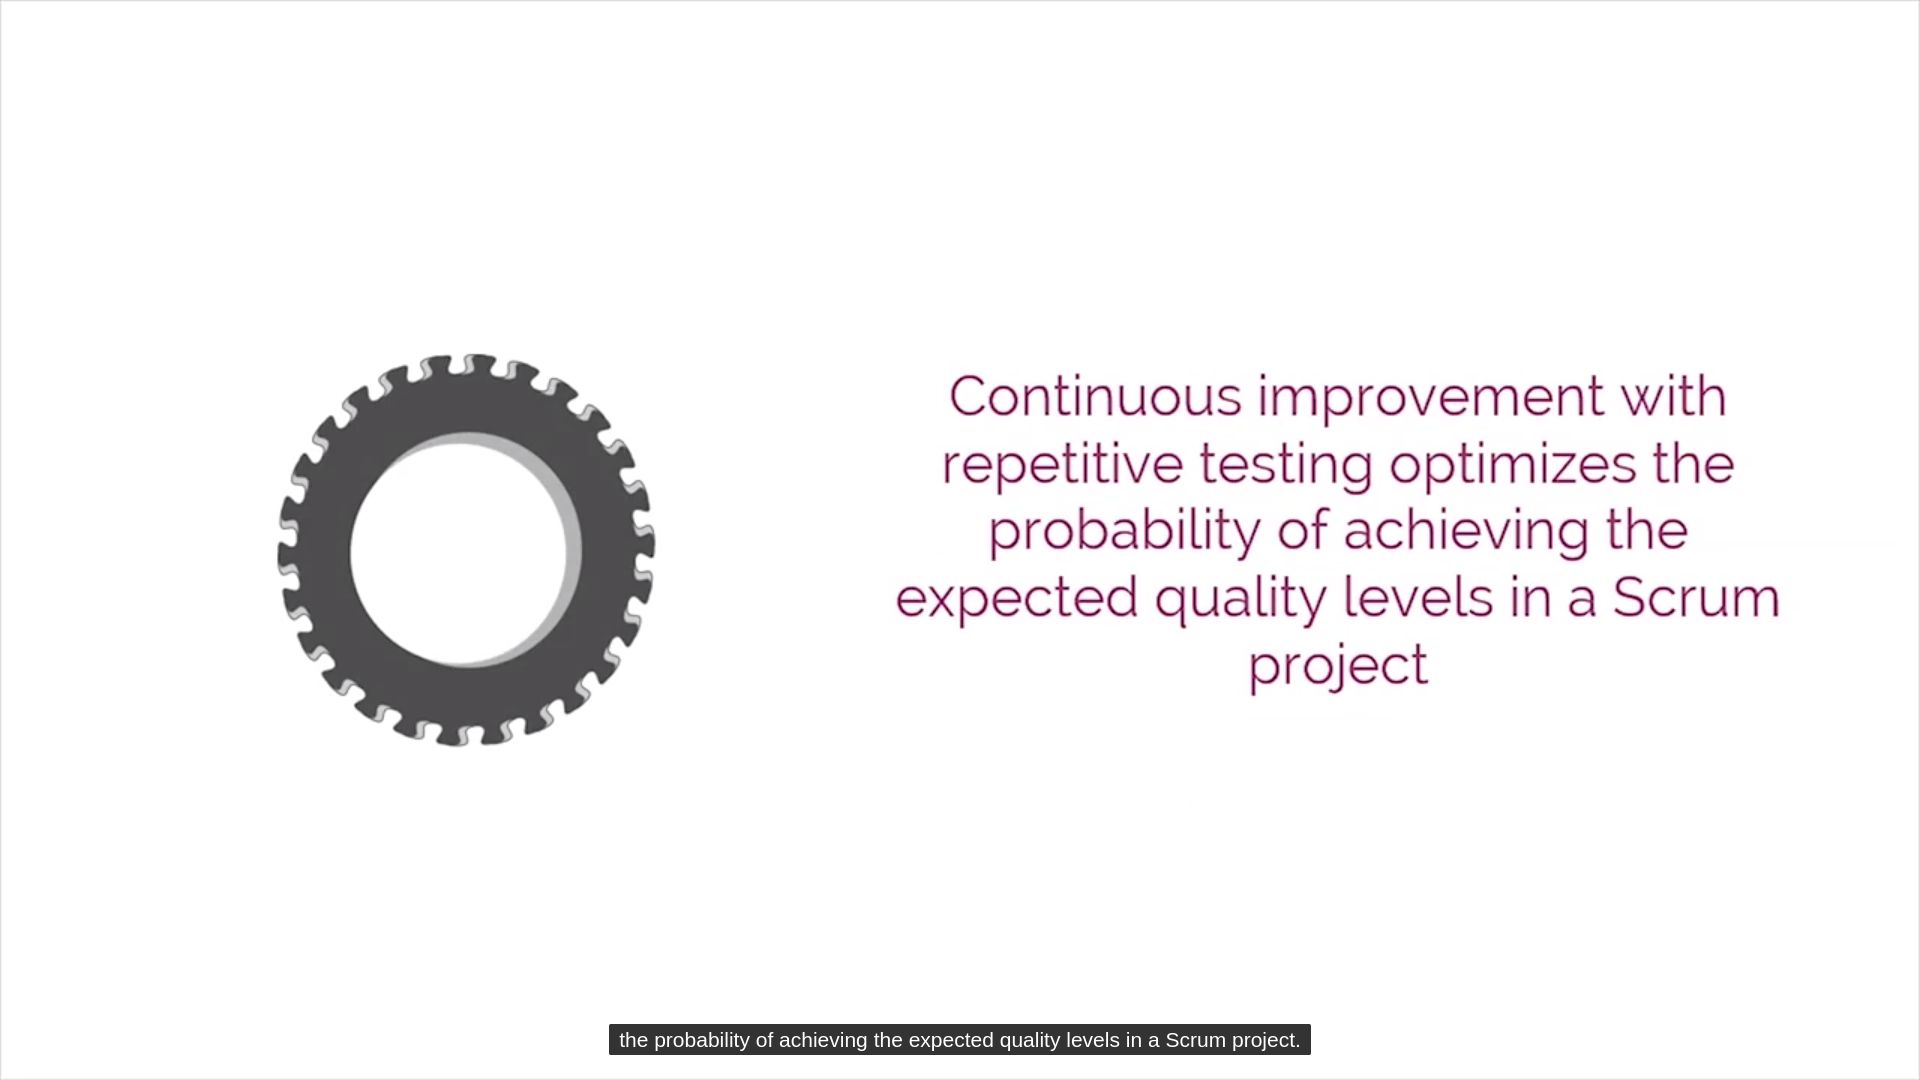 Continuous improvement with
repetitive testing optimizes the
probability of achieving the
expected quality levels in a Scrum
project
the probability of achieving the expected quality levels in a Scrum project.